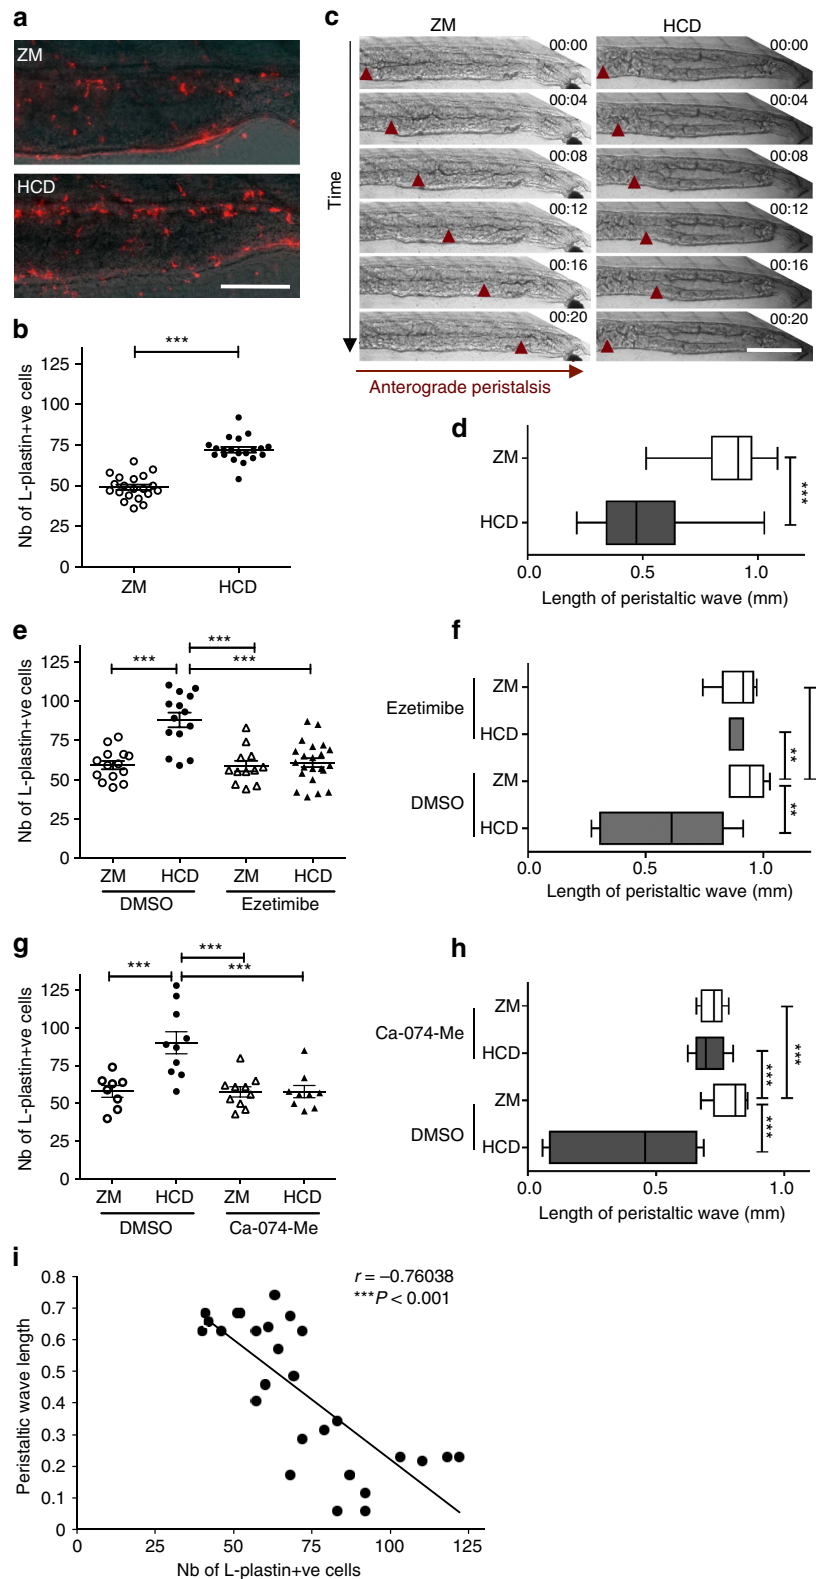 a
ZM
HCD
b
Nb of L-plastin+ve cells
***
125
100
75
50
25
0
ZM
HCD
c
ZM
HCD
Time
00:00
00:00
00:04
00:04
00:08
00:08
00:12
00:12
00:16
00:16
00:20
00:20
Anterograde peristalsis
d
ZM
HCD
***
0.0
0.5
1.0
Length of peristaltic wave (mm)
e
Nb of L-plastin+ve cells
***
***
***
125
100
75
50
25
0
ZM
HCD
ZM
HCD
DMSO
Ezetimibe
f
Ezetimibe
ZM
HCD
DMSO
ZM
HCD
**
**
0.0
0.5
1.0
Length of peristaltic wave (mm)
g
Nb of L-plastin+ve cells
***
***
***
125
100
75
50
25
0
ZM
HCD
ZM
HCD
DMSO
Ca-074-Me
h
Ca-074-Me
ZM
HCD
DMSO
ZM
HCD
***
***
***
0.0
0.5
1.0
Length of peristaltic wave (mm)
i
Peristaltic wave length
0.8
0.7
0.6
0.5
0.4
0.3
0.2
0.1
0
r = −0.76038
***P < 0.001
0
25
50
75
100
125
Nb of L-plastin+ve cells